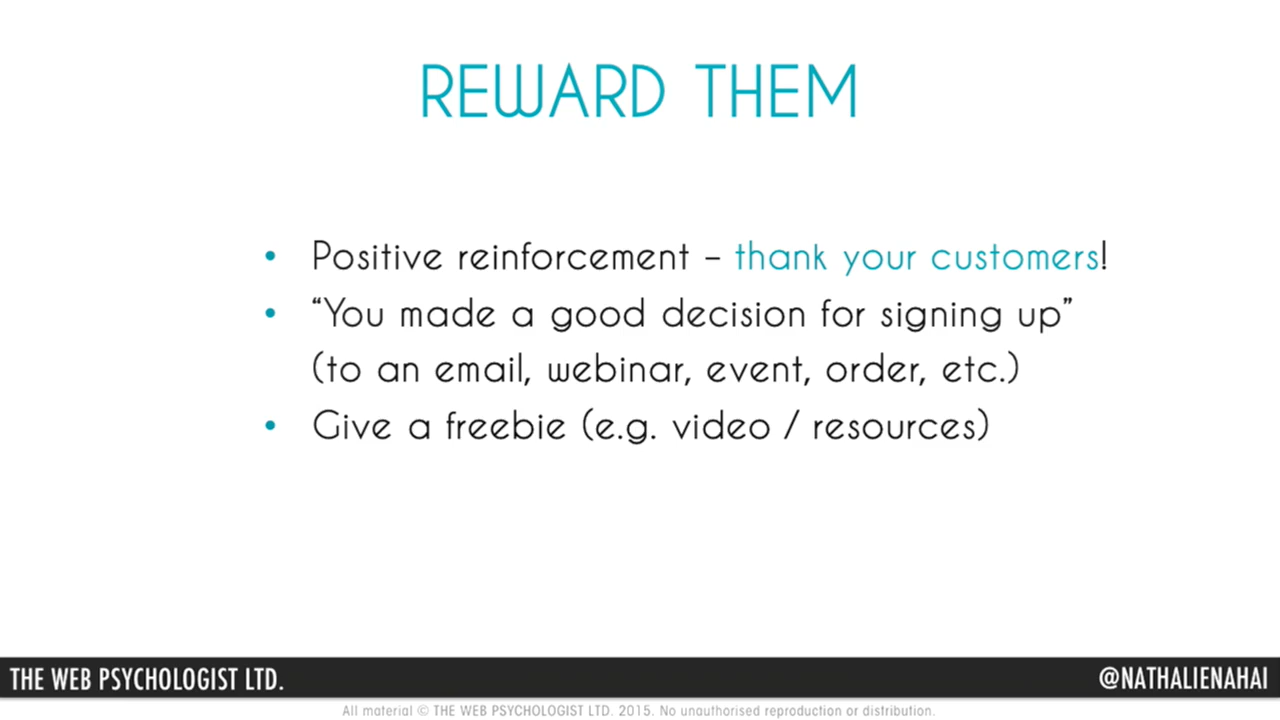 REWARD THEM
• Positive reinforcement – thank your customers!
• “You made a good decision for signing up”
(to an email, webinar, event, order, etc.)
• Give a freebie (e.g. video / resources)
THE WEB PSYCHOLOGIST LTD.
@NATHALIENAHAI
All material © THE WEB PSYCHOLOGIST LTD. 2015. No unauthorised reproduction or distribution.